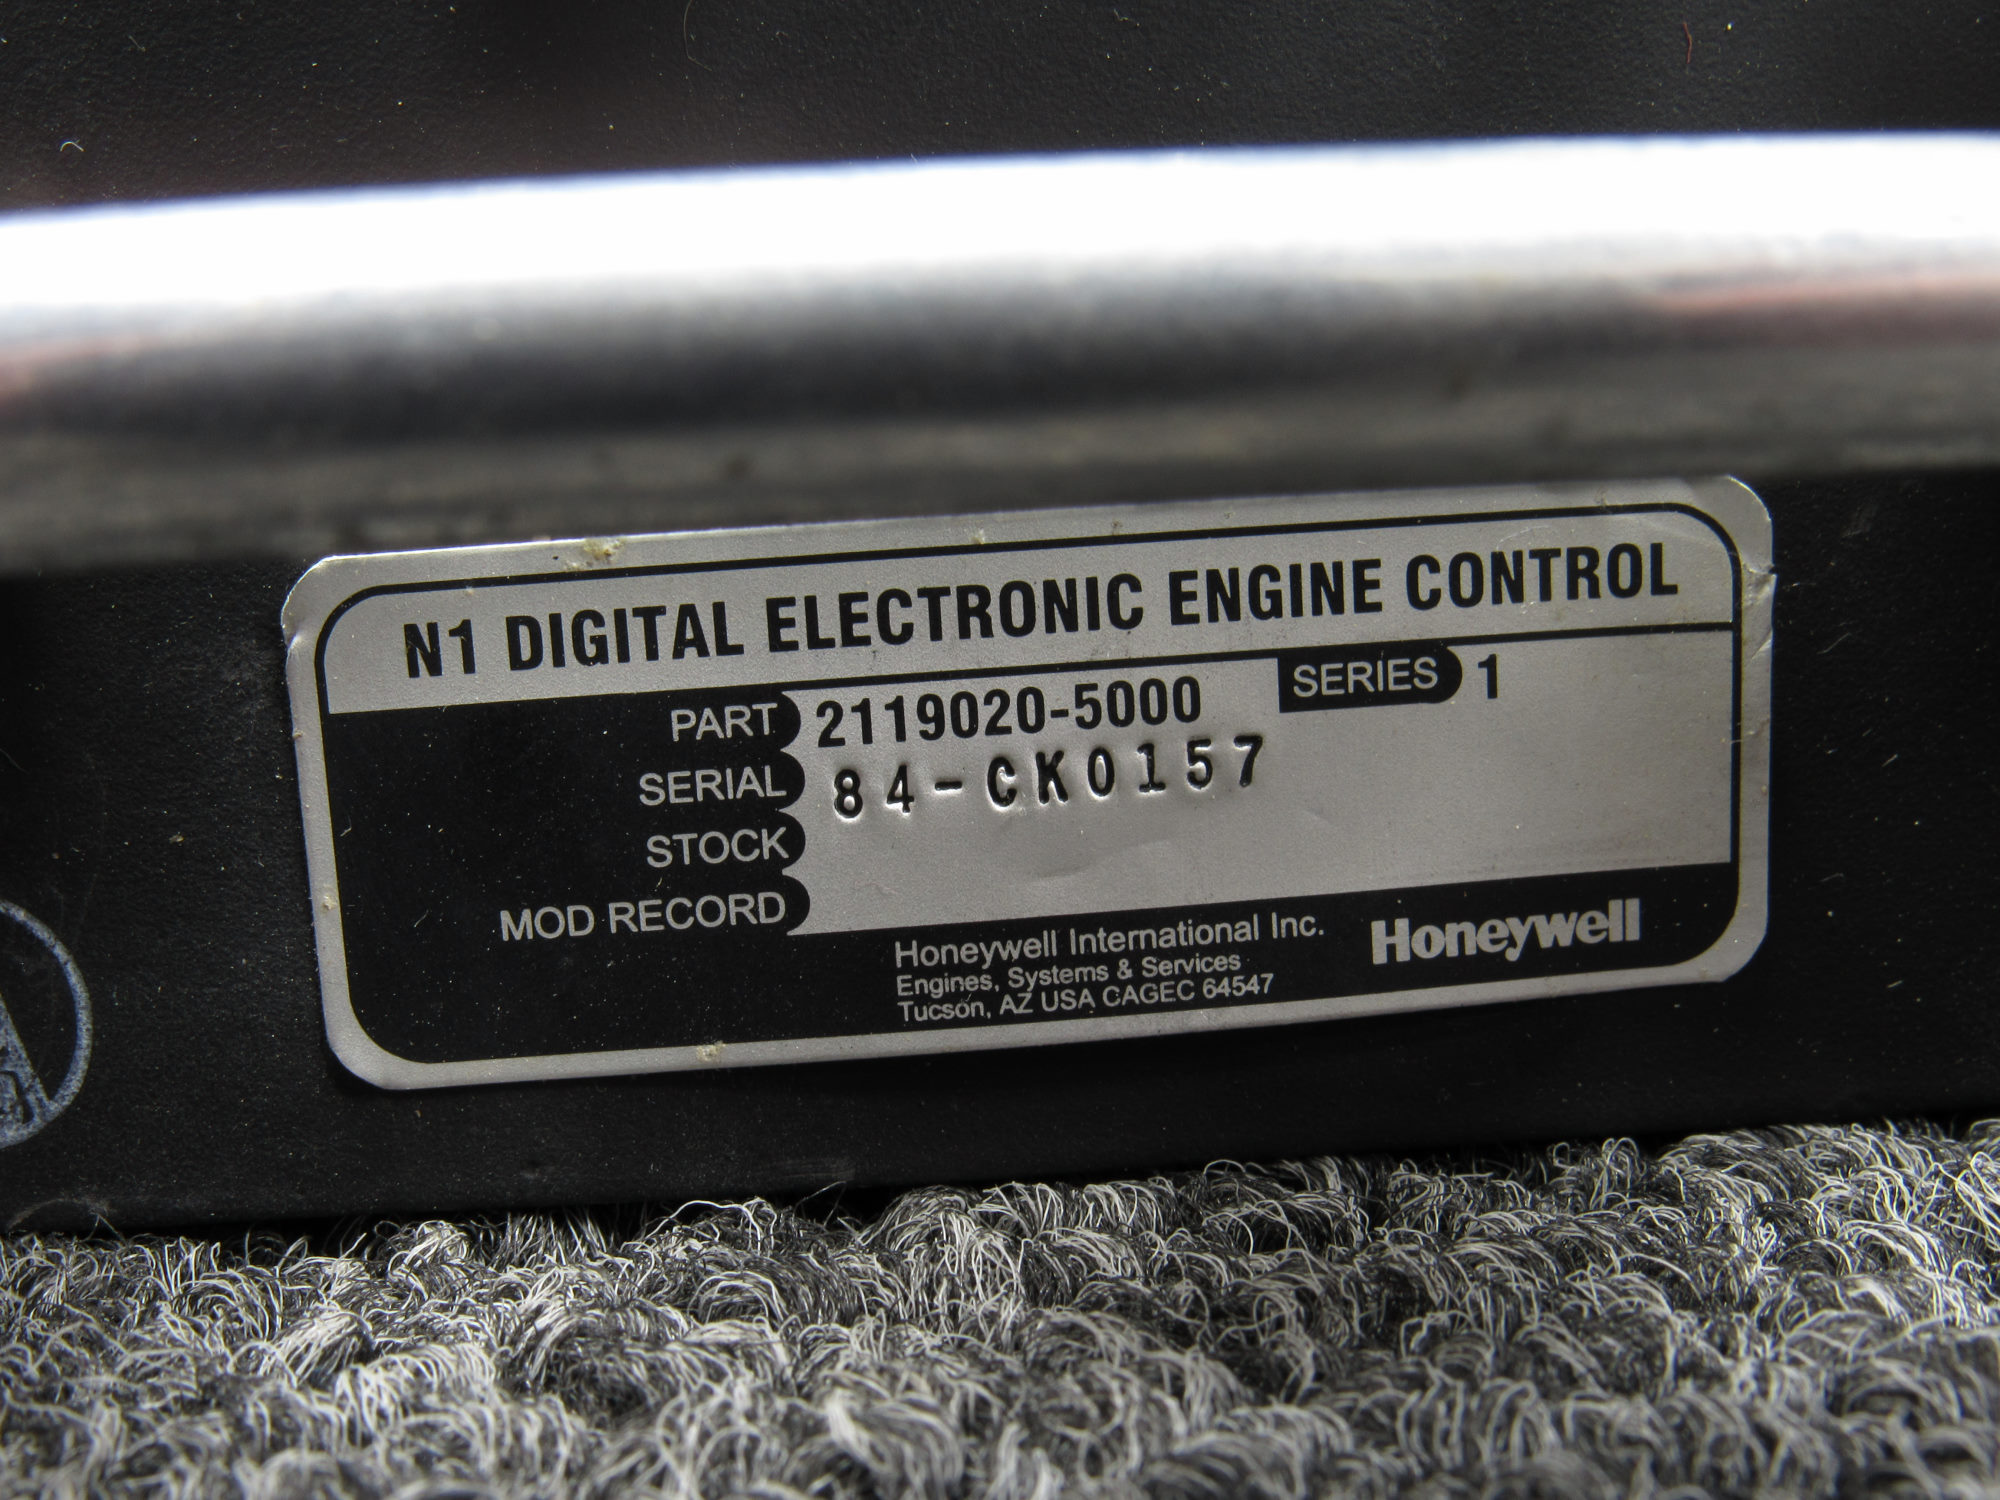 N1 DIGITAL ELECTRONIC ENGINE CONTROL
PART 2119020-5000 SERIES 1
SERIAL 84-CK0157
STOCK
MOD RECORD
Honeywell International Inc.
Engines, Systems & Services
Tucson, AZ USA CAGEC 64547
Honeywell